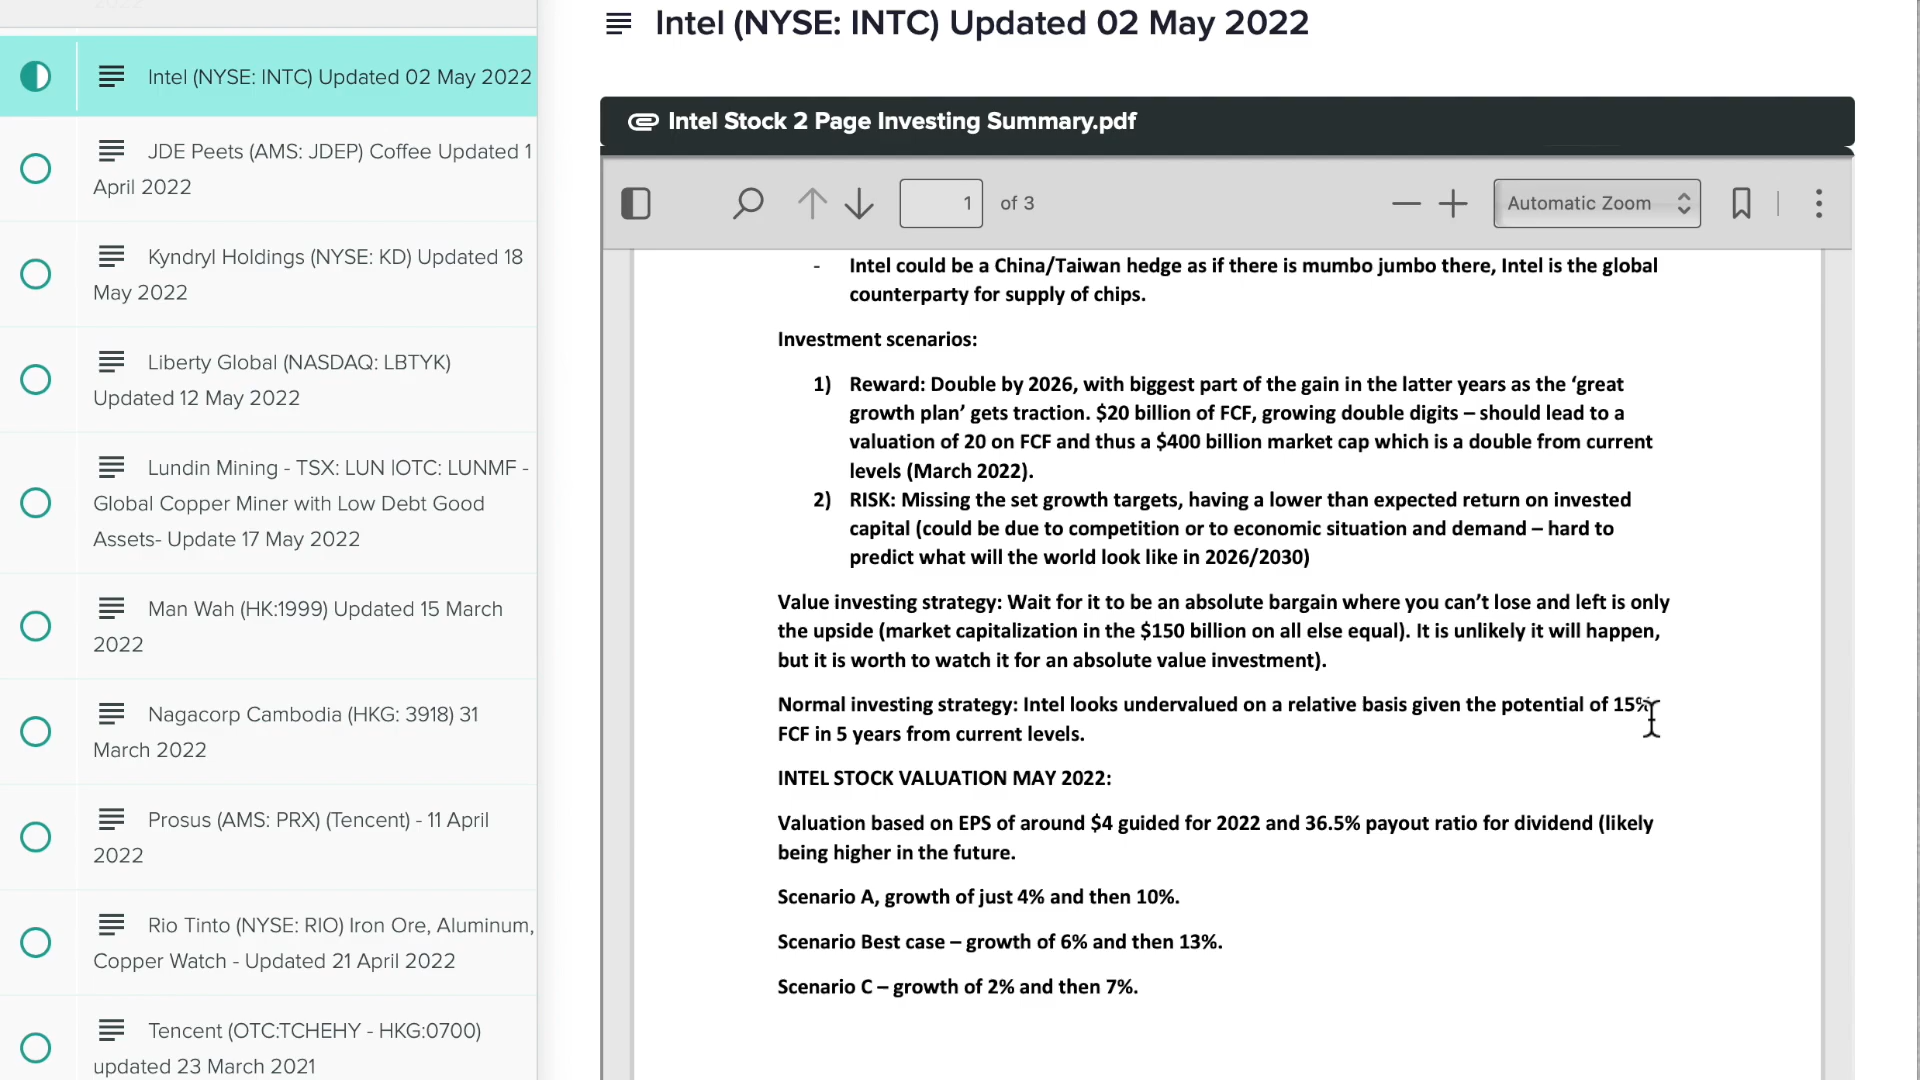 Intel (NYSE: INTC) Updated 02 May 2022
JDE Peets (AMS: JDEP) Coffee Updated 1
April 2022
Kyndryl Holdings (NYSE: KD) Updated 18
May 2022
Liberty Global (NASDAQ: LBTYK)
Updated 12 May 2022
Lundin Mining - TSX: LUN |OTC: LUNMF -
Global Copper Miner with Low Debt Good
Assets- Update 17 May 2022
Man Wah (HK:1999) Updated 15 March
2022
Nagacorp Cambodia (HKG: 3918) 31
March 2022
Prosus (AMS: PRX) (Tencent) - 11 April
2022
Rio Tinto (NYSE: RIO) Iron Ore, Aluminum,
Copper Watch - Updated 21 April 2022
Tencent (OTC:TCHEHY - HKG:0700)
updated 23 March 2021
Intel (NYSE: INTC) Updated 02 May 2022
Intel Stock 2 Page Investing Summary.pdf
1 of 3
Automatic Zoom
- Intel could be a China/Taiwan hedge as if there is mumbo jumbo there, Intel is the global
counterparty for supply of chips.
Investment scenarios:
1) Reward: Double by 2026, with biggest part of the gain in the latter years as the ‘great
growth plan’ gets traction. $20 billion of FCF, growing double digits – should lead to a
valuation of 20 on FCF and thus a $400 billion market cap which is a double from current
levels (March 2022).
2) RISK: Missing the set growth targets, having a lower than expected return on invested
capital (could be due to competition or to economic situation and demand – hard to
predict what will the world look like in 2026/2030)
Value investing strategy: Wait for it to be an absolute bargain where you can’t lose and left is only
the upside (market capitalization in the $150 billion on all else equal). It is unlikely it will happen,
but it is worth to watch it for an absolute value investment).
Normal investing strategy: Intel looks undervalued on a relative basis given the potential of 15%
FCF in 5 years from current levels.
INTEL STOCK VALUATION MAY 2022:
Valuation based on EPS of around $4 guided for 2022 and 36.5% payout ratio for dividend (likely
being higher in the future.
Scenario A, growth of just 4% and then 10%.
Scenario Best case – growth of 6% and then 13%.
Scenario C – growth of 2% and then 7%.